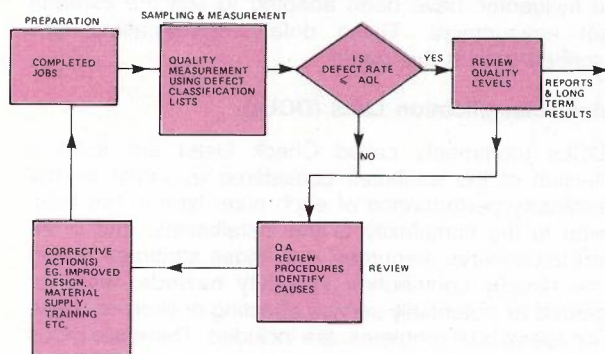 PREPARATION
SAMPLING & MEASUREMENT
COMPLETED
JOBS
QUALITY
MEASUREMENT
USING DEFECT
CLASSIFICATION
LISTS
IS
DEFECT RATE
≤ AQL
YES
REVIEW
QUALITY
LEVELS
REPORTS
& LONG
TERM
RESULTS
NO
QA
REVIEW
PROCEDURES
IDENTIFY
CAUSES
REVIEW
CORRECTIVE
ACTION(S)
EG. IMPROVED
DESIGN,
MATERIAL
SUPPLY,
TRAINING
ETC.